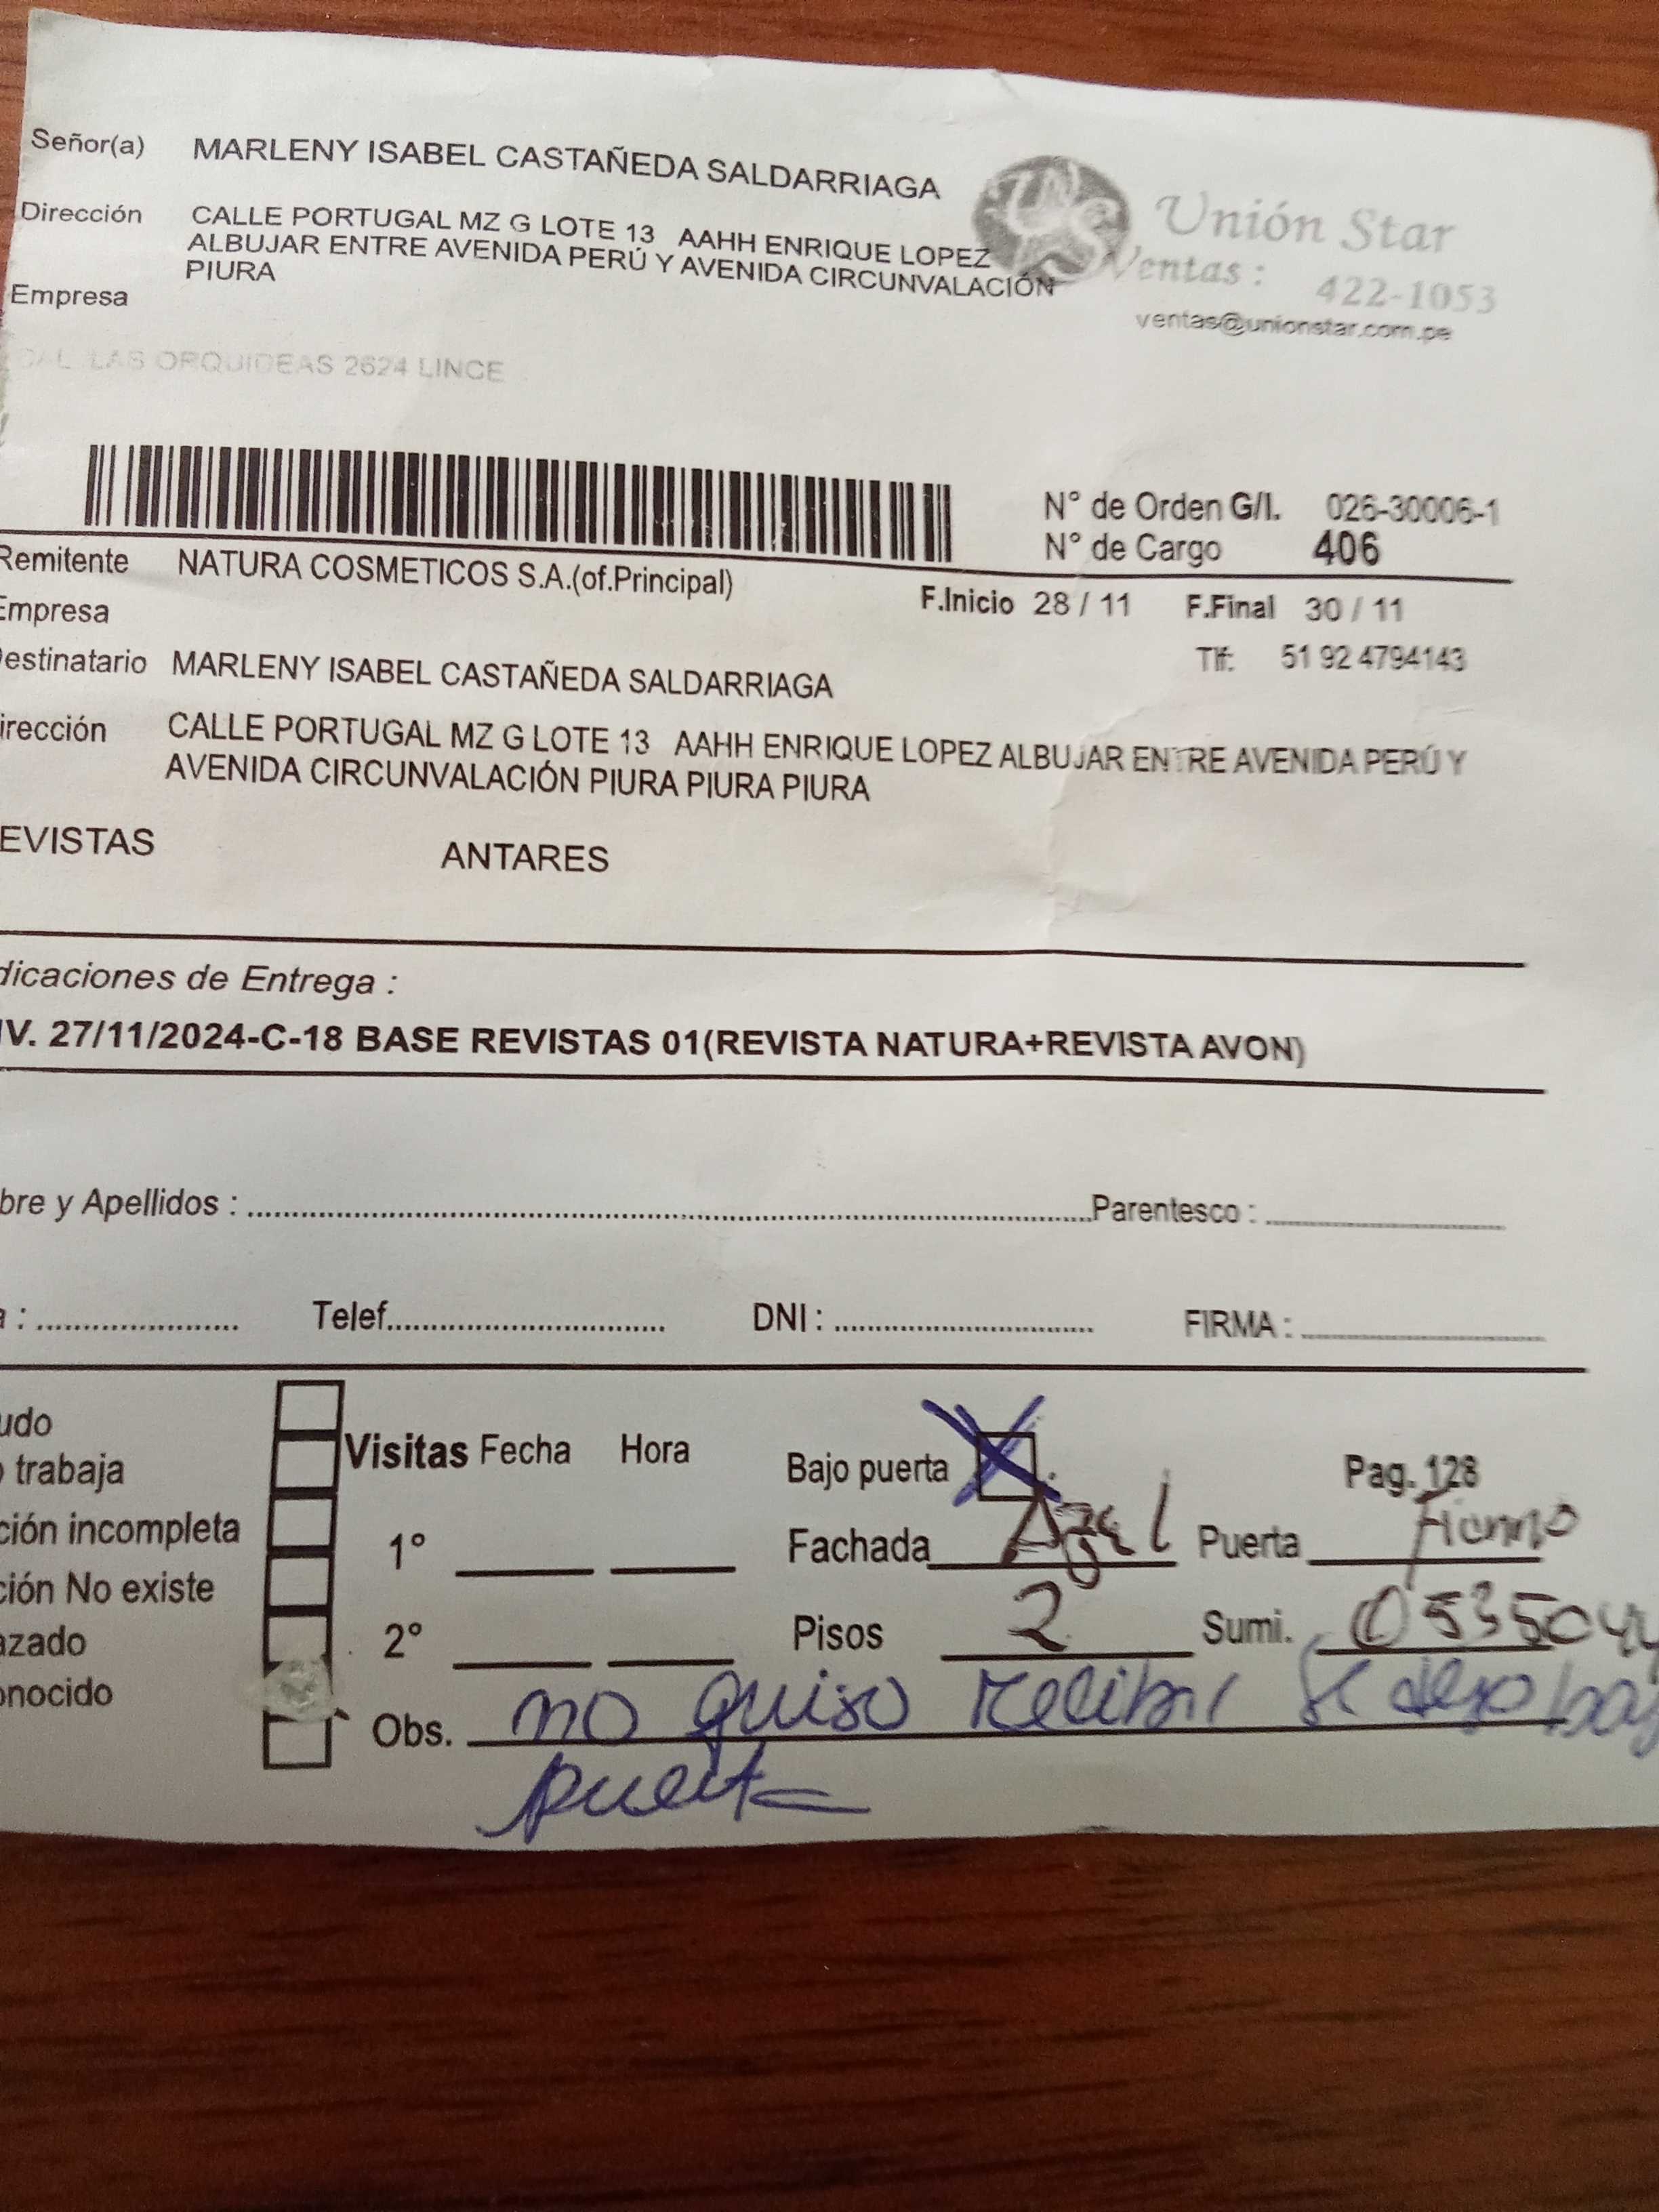 Señor(a) MARLENY ISABEL CASTAÑEDA SALDARRIAGA
Dirección CALLE PORTUGAL MZ G LOTE 13 AAHH ENRIQUE LOPEZ
ALBUJAR ENTRE AVENIDA PERÚ Y AVENIDA CIRCUNVALACIÓN
PIURA
Empresa
Unión Star
Ventas : 422-1053
ventas@unionstar.com.pe
CAL. LAS ORQUIDEAS 2624 LINCE
N° de Orden G/I. 026-30006-1
N° de Cargo 406
Remitente NATURA COSMETICOS S.A.(of.Principal)
F.Inicio 28 / 11 F.Final 30 / 11
Empresa
Tlf: 51 92 4794143
estinatario MARLENY ISABEL CASTAÑEDA SALDARRIAGA
irección CALLE PORTUGAL MZ G LOTE 13 AAHH ENRIQUE LOPEZ ALBUJAR ENTRE AVENIDA PERÚ Y
AVENIDA CIRCUNVALACIÓN PIURA PIURA PIURA
EVISTAS ANTARES
dicaciones de Entrega :
IV. 27/11/2024-C-18 BASE REVISTAS 01(REVISTA NATURA+REVISTA AVON)
bre y Apellidos : Parentesco :
a : Telef. DNI : FIRMA :
udo
o trabaja
ción incompleta
ción No existe
azado
onocido
Visitas Fecha Hora
1°
2°
Bajo puerta X Pag. 128
Fachada Puerta
Pisos 2 Sumi.
Obs. no quiso recibir se dejo
puerta